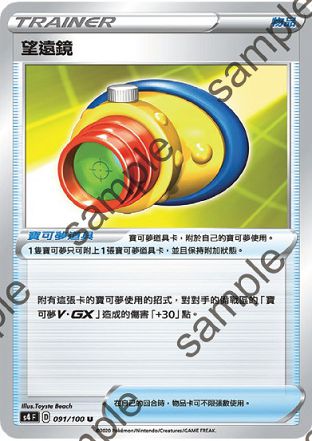 TRAINER 物品
望遠鏡
寶可夢道具 寶可夢道具卡，附於自己的寶可夢使用。
1隻寶可夢只可附上1張寶可夢道具卡，並且保持附加狀態。
附有這張卡的寶可夢使用的招式，對對手的備戰區的「寶
可夢V・GX」造成的傷害「+30」點。
Illus.Toyste Beach
s4 F D 091/100 U
在自己的回合時，物品卡可不限張數使用。
©2020 Pokémon/Nintendo/Creatures/GAME FREAK.
sample
sample
sample
sample
sample
sample